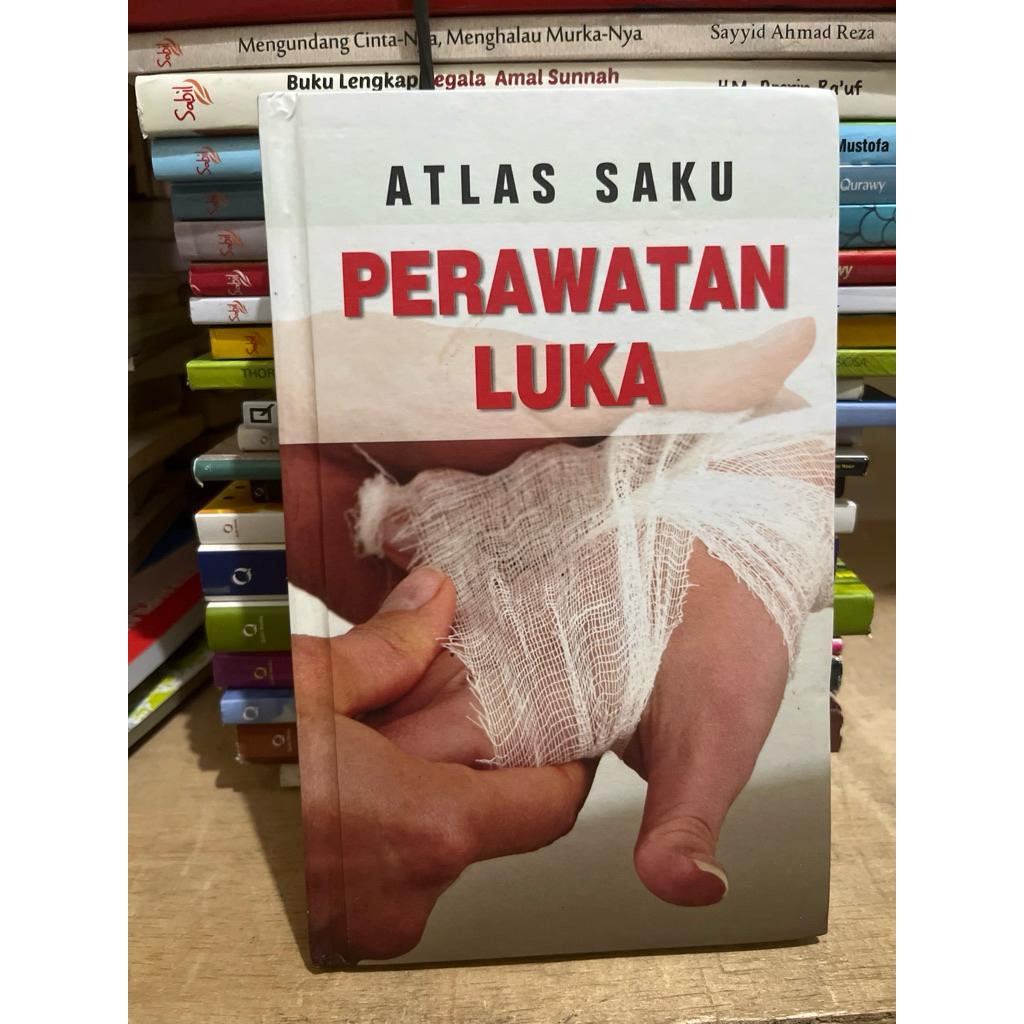 Mengundang Cinta-Nya, Menghalau Murka-Nya Sayyid Ahmad Reza
Buku Lengkap Segala Amal Sunnah
Sabil
Mustofa
Qurawy
ATLAS SAKU
PERAWATAN
LUKA
THOR